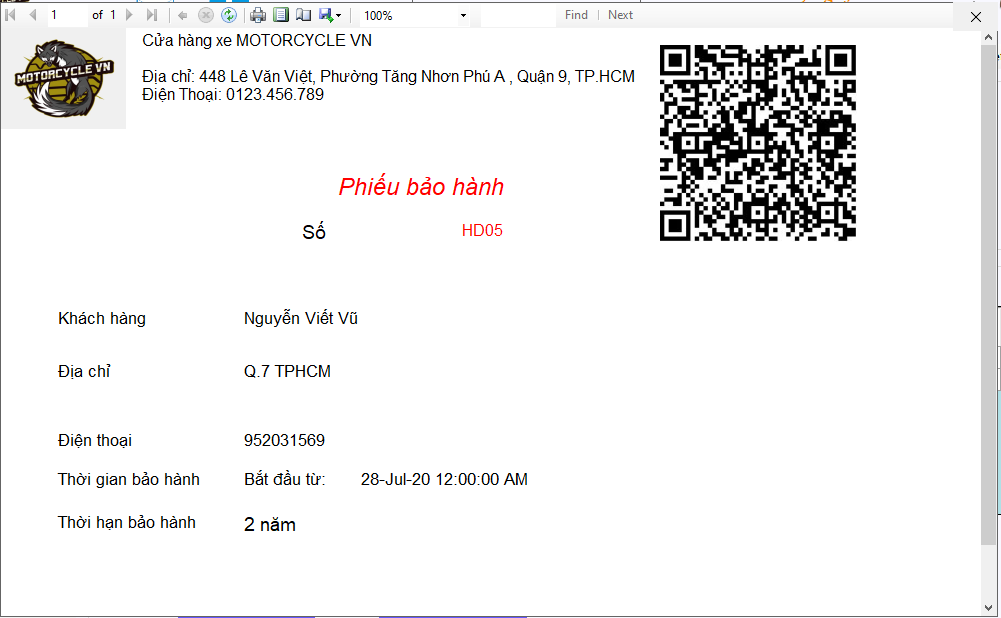 1 of 1 100% Find Next
MOTORCYCLE VN
Cửa hàng xe MOTORCYCLE VN
Địa chỉ: 448 Lê Văn Việt, Phường Tăng Nhơn Phú A , Quận 9, TP.HCM
Điện Thoại: 0123.456.789
Phiếu bảo hành
Số HD05
Khách hàng Nguyễn Viết Vũ
Địa chỉ Q.7 TPHCM
Điện thoại 952031569
Thời gian bảo hành Bắt đầu từ: 28-Jul-20 12:00:00 AM
Thời hạn bảo hành 2 năm